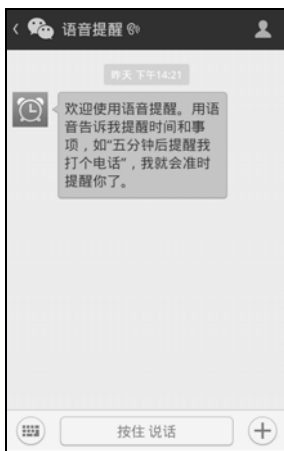 语音提醒
昨天 下午14:21
欢迎使用语音提醒。用语
音告诉我提醒时间和事
项，如“五分钟后提醒我
打个电话”，我就会准时
提醒你了。
按住 说话